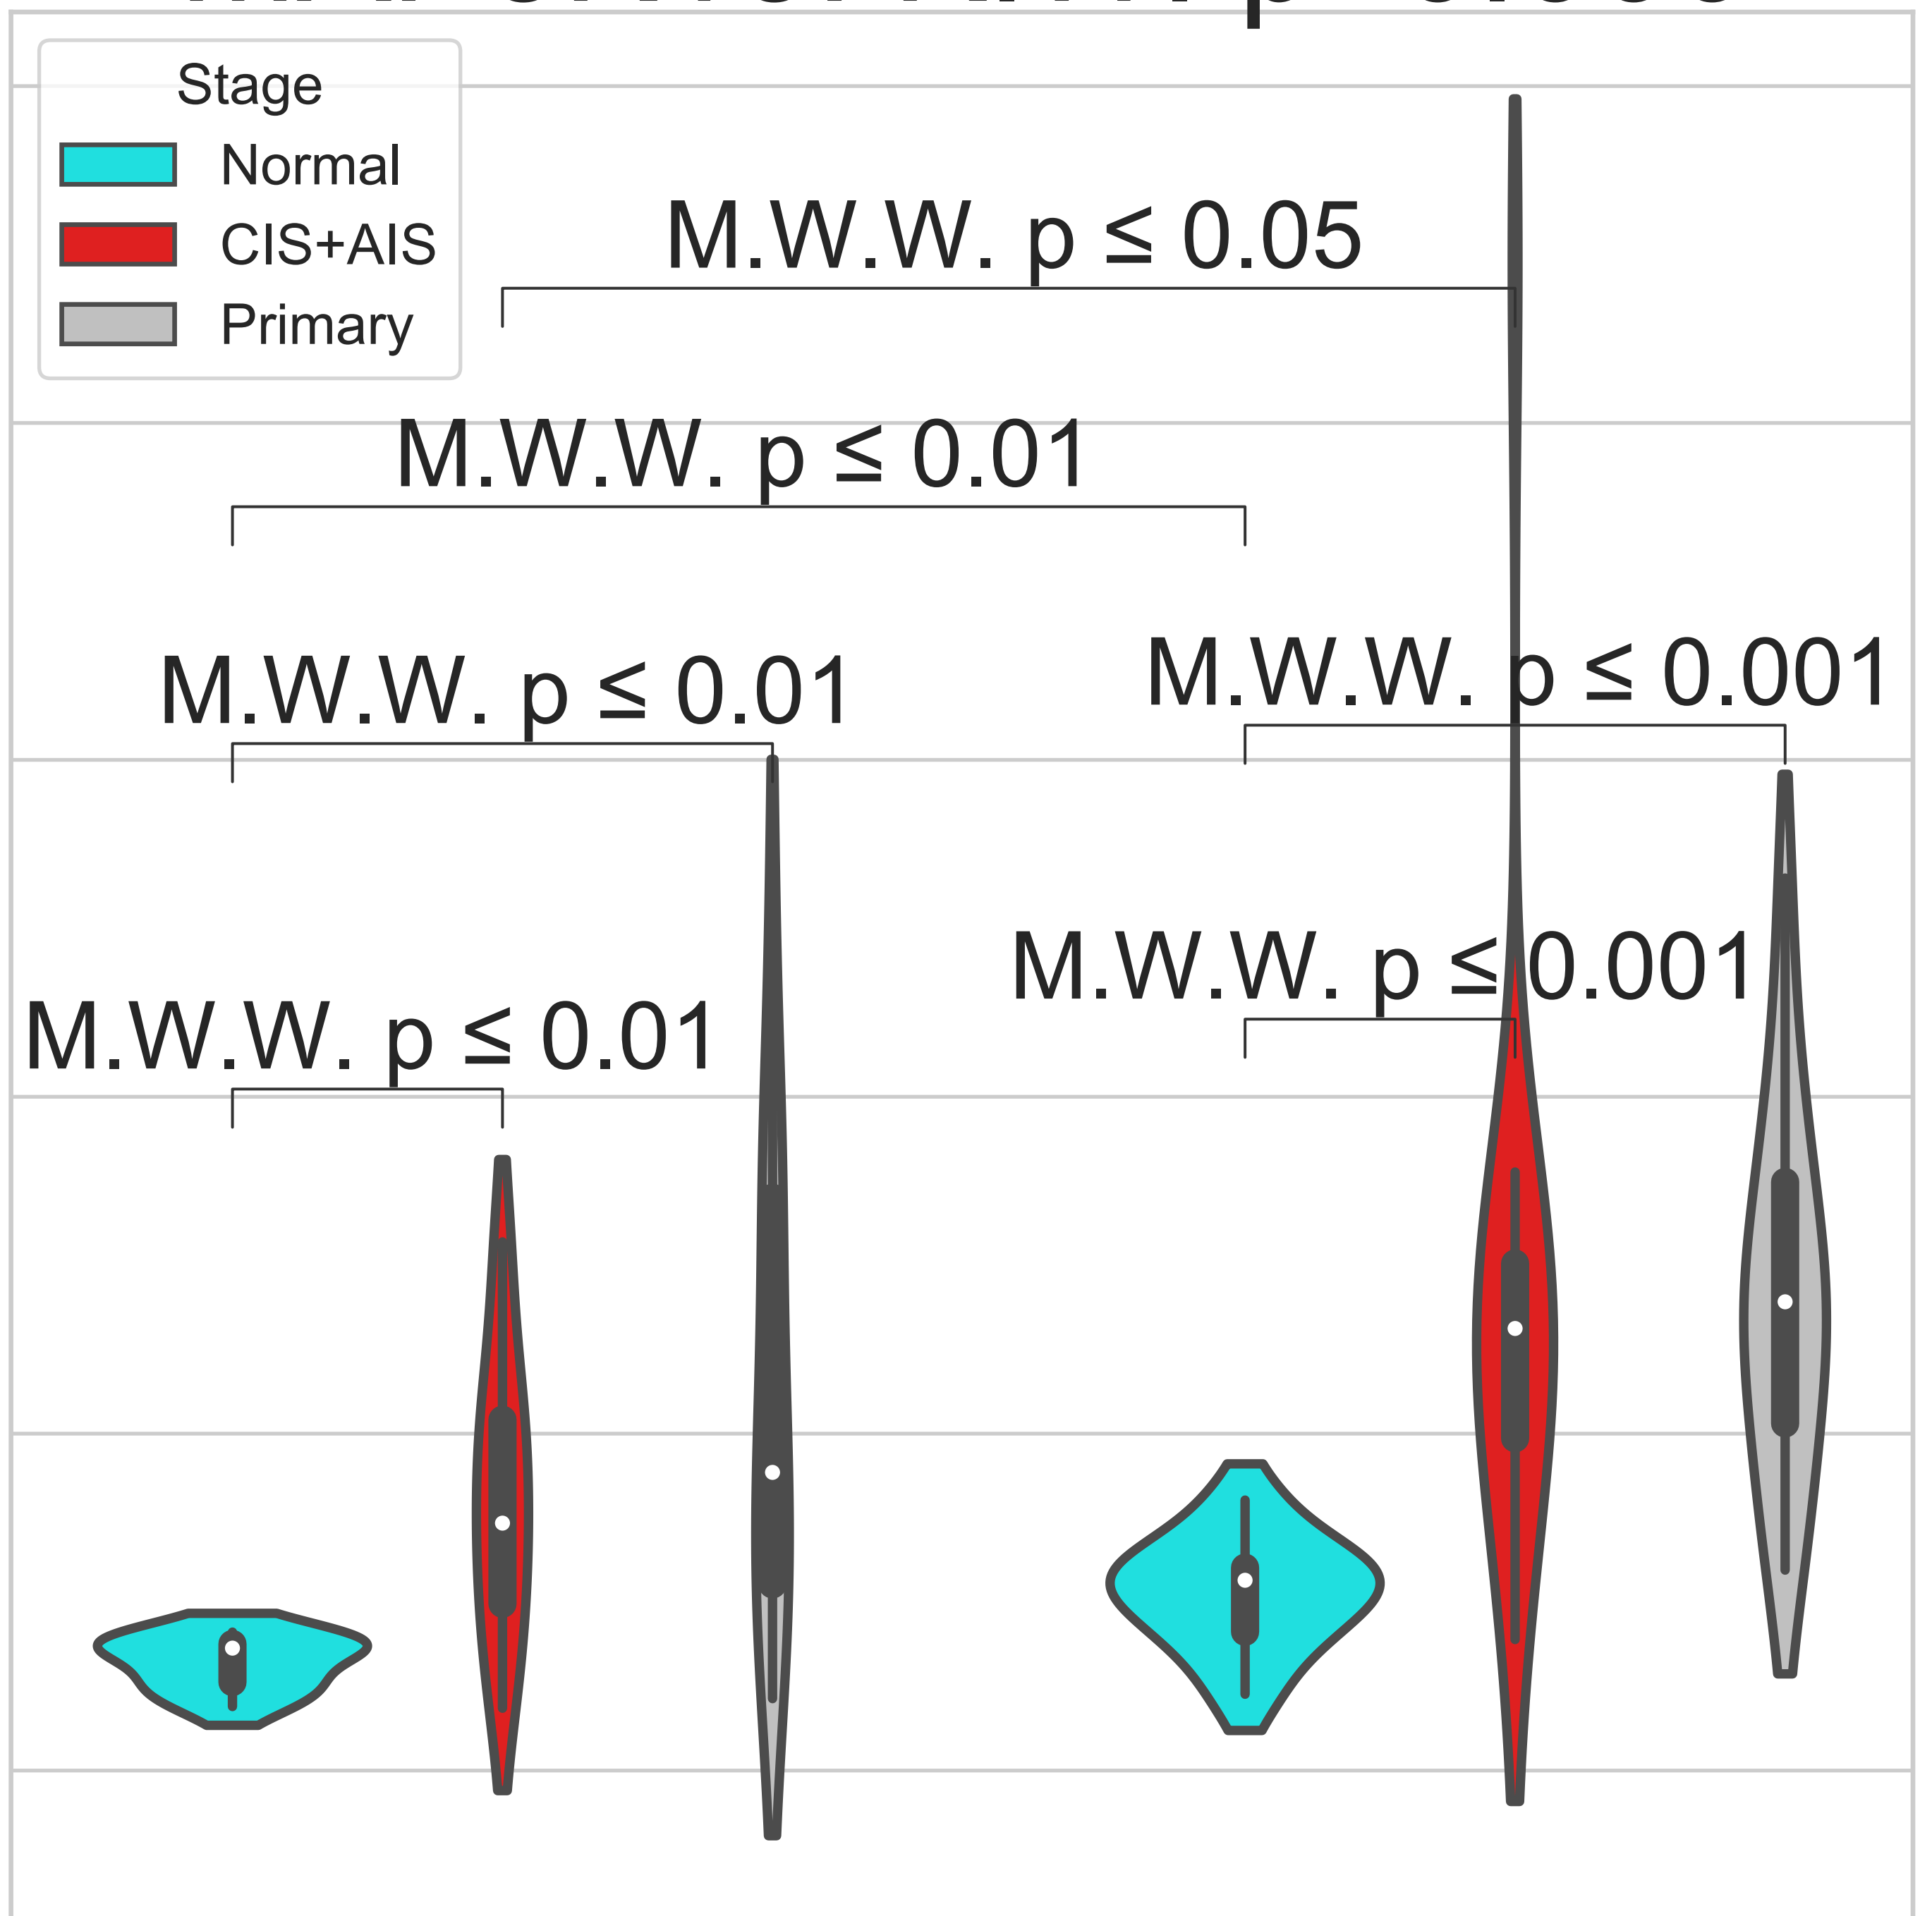 Stage
Normal
CIS+AIS
Primary
M.W.W. p ≤ 0.05
M.W.W. p ≤ 0.01
M.W.W. p ≤ 0.01
M.W.W. p ≤ 0.001
M.W.W. p ≤ 0.01
M.W.W. p ≤ 0.001